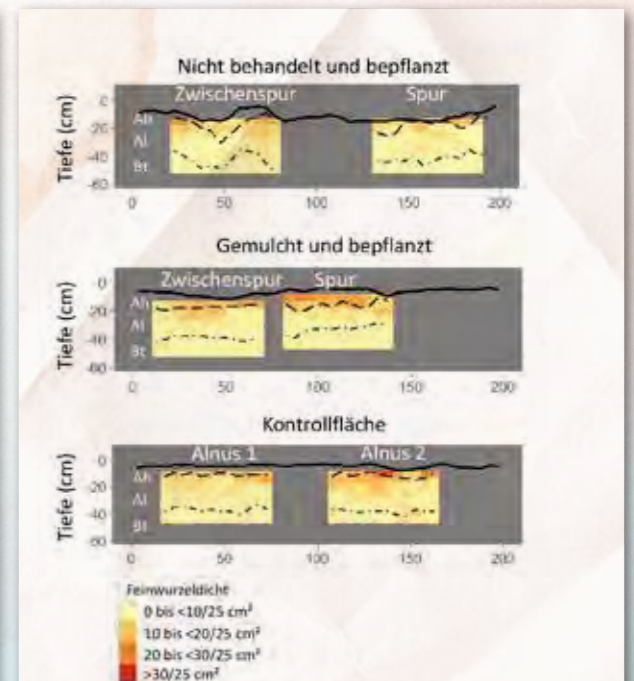 Nicht behandelt und bepflanzt
Zwischenspur Spur
Tiefe (cm)
0
-20
-40
-60
Ah
Al
Bt
0 50 100 150 200
Gemulcht und bepflanzt
Zwischenspur Spur
Tiefe (cm)
0
-20
-40
-60
Ah
Al
Bt
0 50 100 150 200
Kontrollfläche
Alnus 1 Alnus 2
Tiefe (cm)
0
-20
-40
-60
Ah
Al
Bt
0 50 100 150 200
Feinwurzeldicht
0 bis <10/25 cm²
10 bis <20/25 cm²
20 bis <30/25 cm²
>30/25 cm²